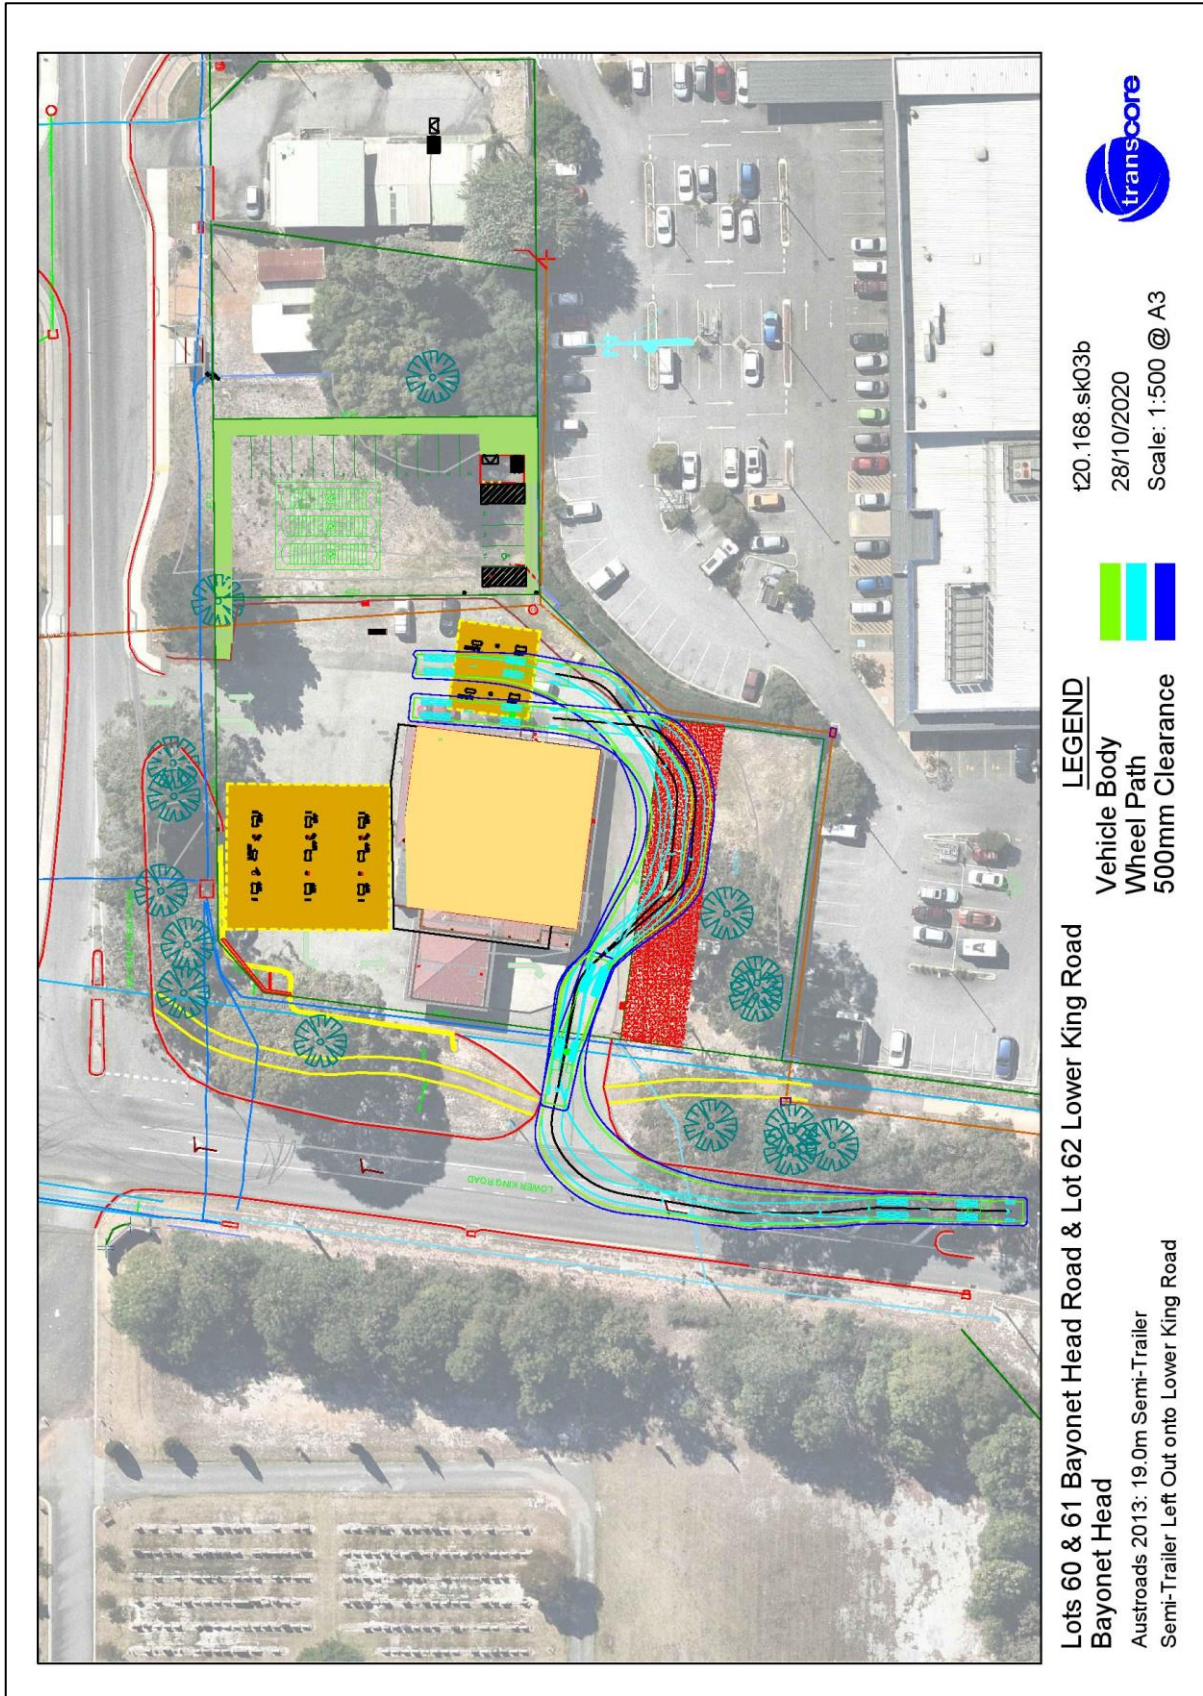 Lots 60 & 61 Bayonet Head Road & Lot 62 Lower King Road
Bayonet Head
Austroads 2013: 19.0m Semi-Trailer
Semi-Trailer Left Out onto Lower King Road
LEGEND
Vehicle Body
Wheel Path
500mm Clearance
t20.168.sk03b
28/10/2020
Scale: 1:500 @ A3
transcore
LOWER KING ROAD